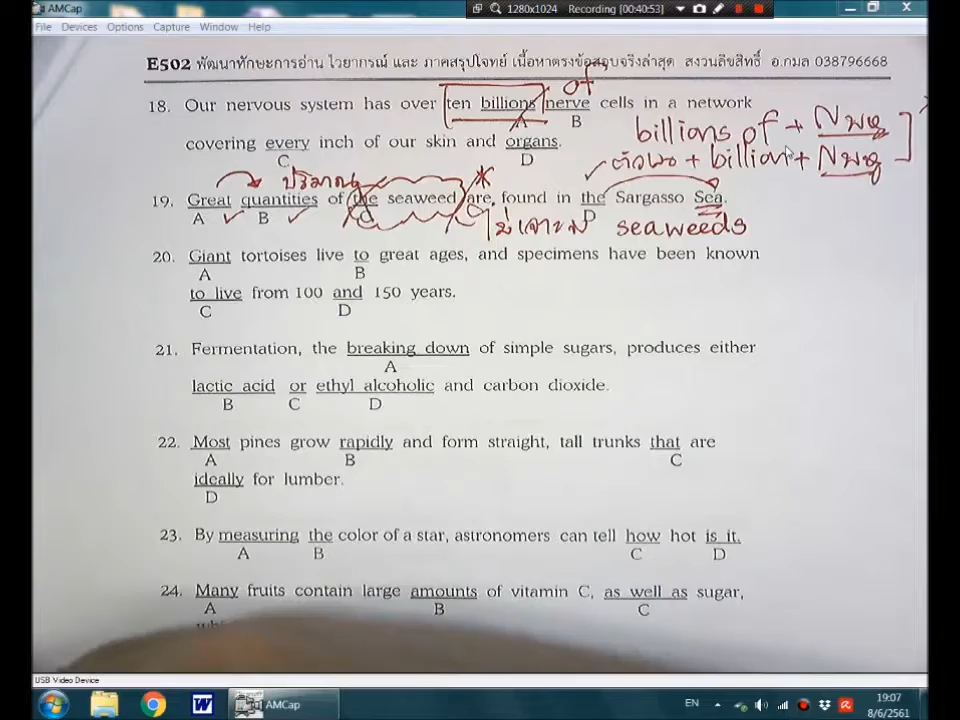 AMCap
1280x1024 Recording [00:40:53]
File Devices Options Capture Window Help
E502 พัฒนาทักษะการอ่าน ไวยากรณ์ และ ภาคสรุปโจทย์ เนื้อหาตรงข้อสอบจริงล่าสุด สงวนลิขสิทธิ์ อ.กมล 038796668
of
18. Our nervous system has over ten billions nerve cells in a network
A B
billions of + Nพหู
covering every inch of our skin and organs.
C D
ตัวเลข + billion + Nพหู
ปริมาณ
19. Great quantities of the seaweed are, found in the Sargasso Sea.
A B C D
ไม่เจาะจง seaweeds
20. Giant tortoises live to great ages, and specimens have been known
A B
to live from 100 and 150 years.
C D
21. Fermentation, the breaking down of simple sugars, produces either
A
lactic acid or ethyl alcoholic and carbon dioxide.
B C D
22. Most pines grow rapidly and form straight, tall trunks that are
A B C
ideally for lumber.
D
23. By measuring the color of a star, astronomers can tell how hot is it.
A B C D
24. Many fruits contain large amounts of vitamin C, as well as sugar,
A B C
USB Video Device
AMCap
EN
19:07
8/6/2561